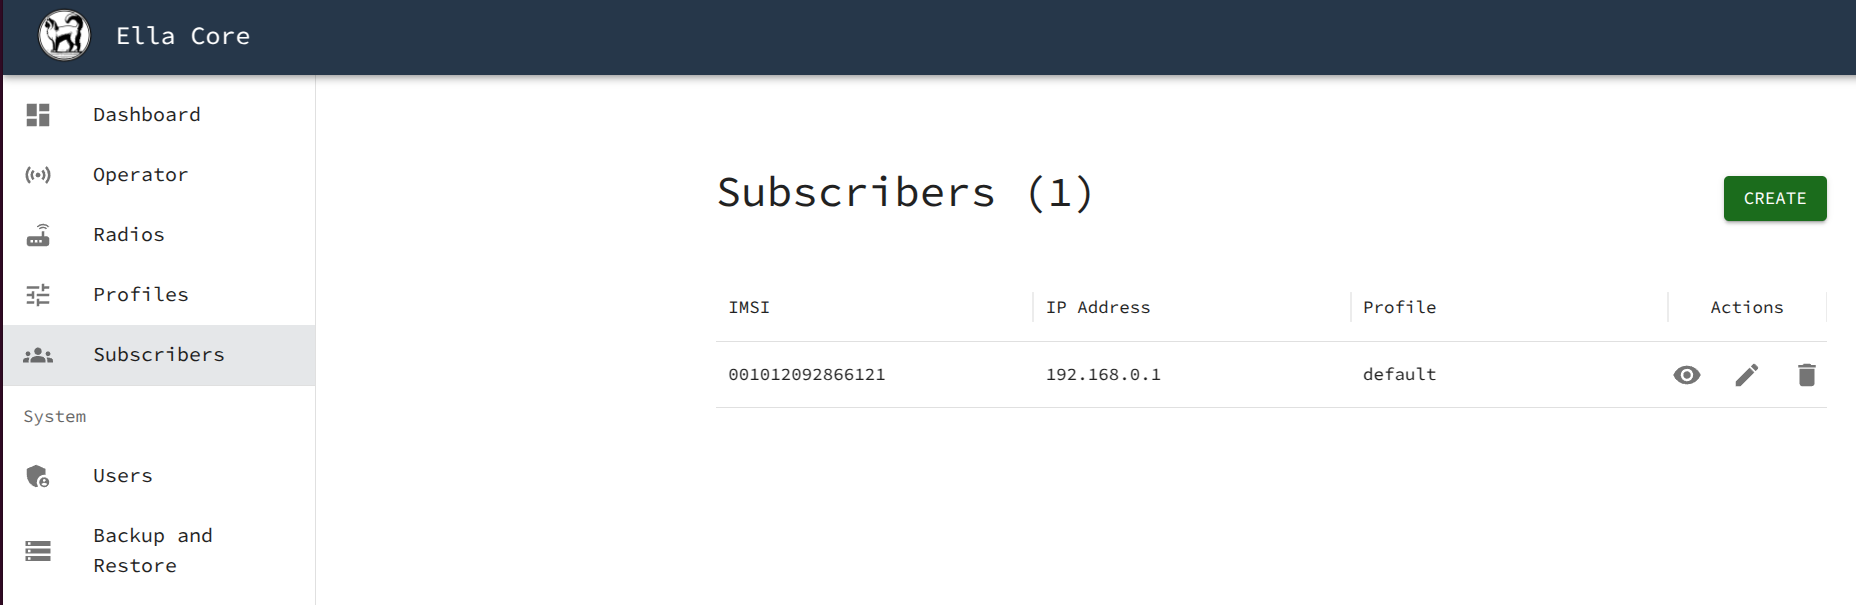 Ella Core
Dashboard
Operator
Radios
Profiles
Subscribers
System
Users
Backup and
Restore
Subscribers (1)
CREATE
IMSI IP Address Profile Actions
001012092866121 192.168.0.1 default